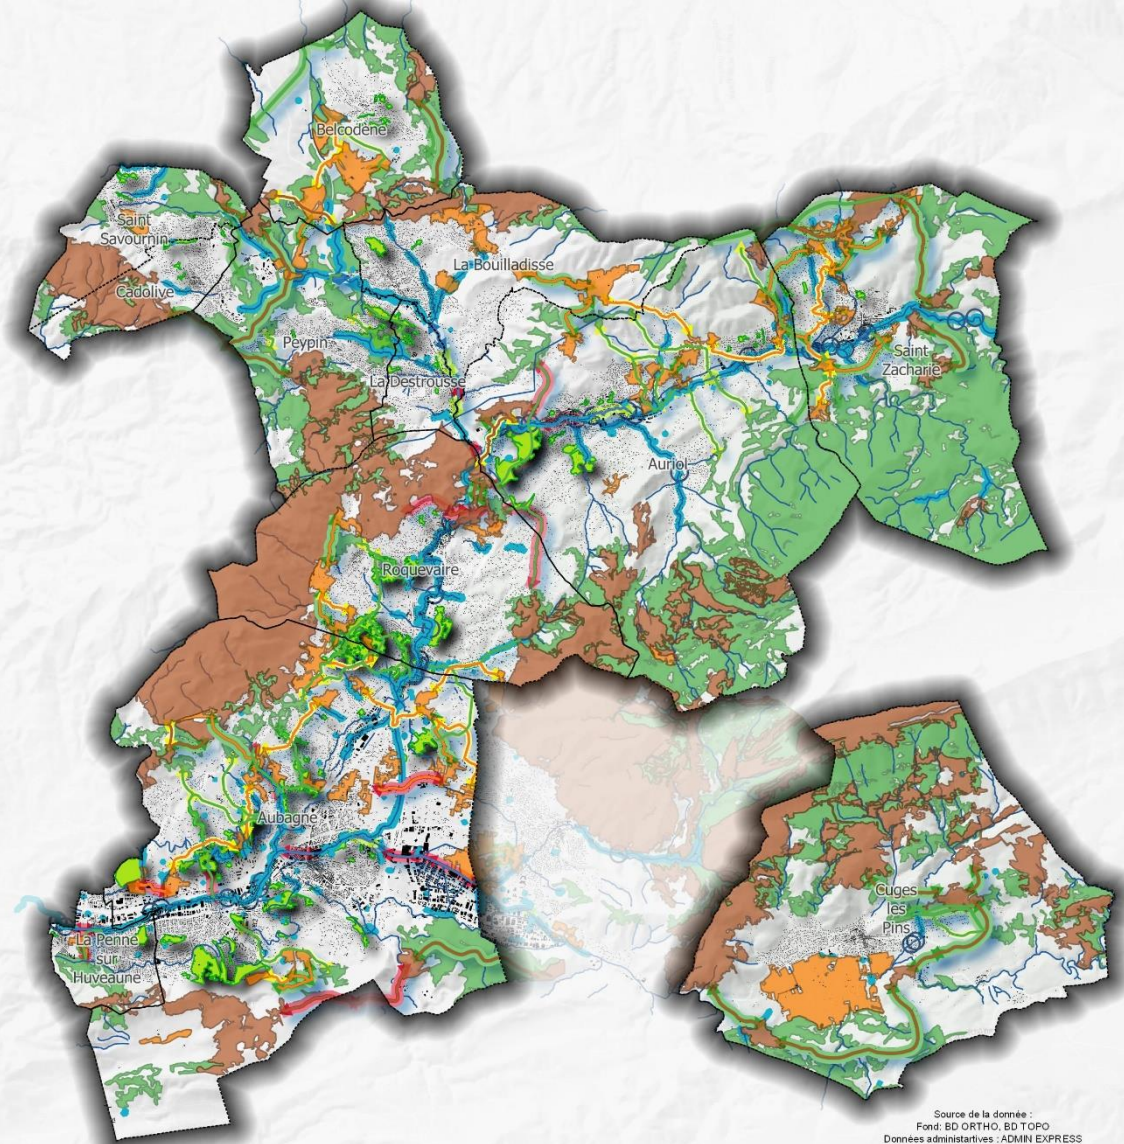 Belcodène
Saint
Savournin
La Bouilladisse
Cadolive
Peypin
Saint
Zacharie
La Destrousse
Auriol
Roquevaire
Aubagne
Cuges
les
Pins
La Penne
sur
Huveaune
Source de la donnée :
Fond: BD ORTHO, BD TOPO
Données administartives : ADMIN EXPRESS